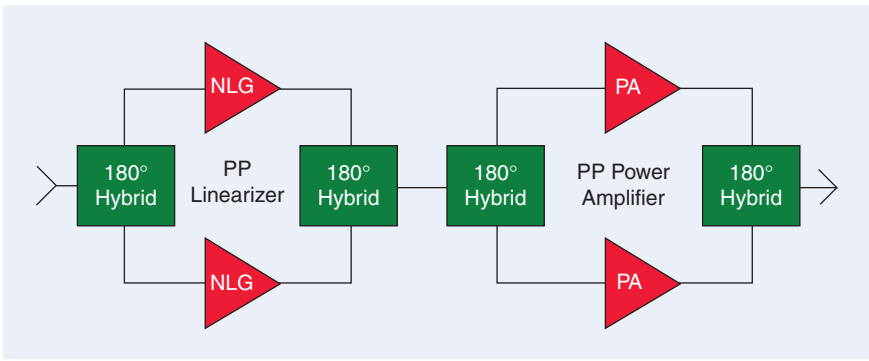 NLG
180°
Hybrid
PP
Linearizer
180°
Hybrid
NLG
PA
180°
Hybrid
PP Power
Amplifier
180°
Hybrid
PA